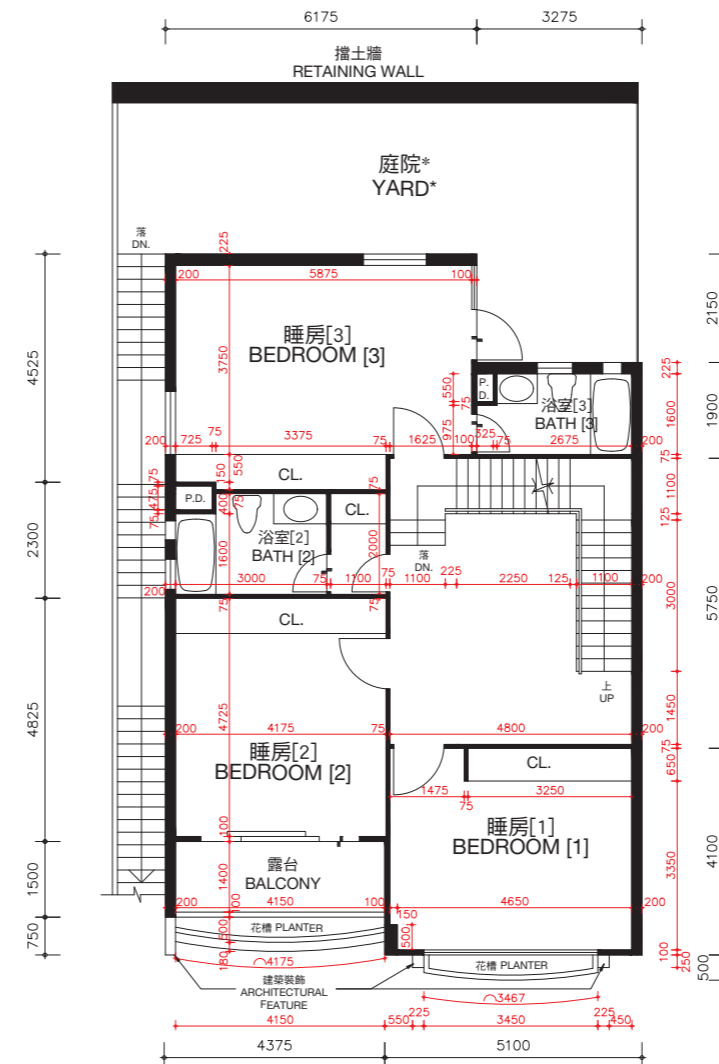 6175
3275
擋土牆
RETAINING WALL
庭院*
YARD*
落
DN.
225
200
5875
100
4525
2150
睡房[3]
BEDROOM [3]
3750
550
75
975
P.
D.
浴室[3]
BATH [3]
225
1600
1900
200
725
75
3375
75
1625
100
325
75
2675
200
75
150
550
CL.
75
1100
75
475
75
P.D.
400
75
CL.
125
浴室[2]
BATH [2]
2000
落
DN.
2300
1600
3000
75
1100
75
1100
225
2250
125
1100
200
3000
5750
200
75
75
CL.
上
UP
4725
1450
4825
200
4175
75
4800
200
睡房[2]
BEDROOM [2]
75
650
CL.
1475
75
3250
睡房[1]
BEDROOM [1]
3350
4100
100
露台
BALCONY
1400
1500
200
4150
100
4650
200
100
150
花槽 PLANTER
500
500
750
花槽 PLANTER
100
250
500
180
4175
建築裝飾
ARCHITECTURAL
FEATURE
3467
4150
550
225
3450
225
450
4375
5100